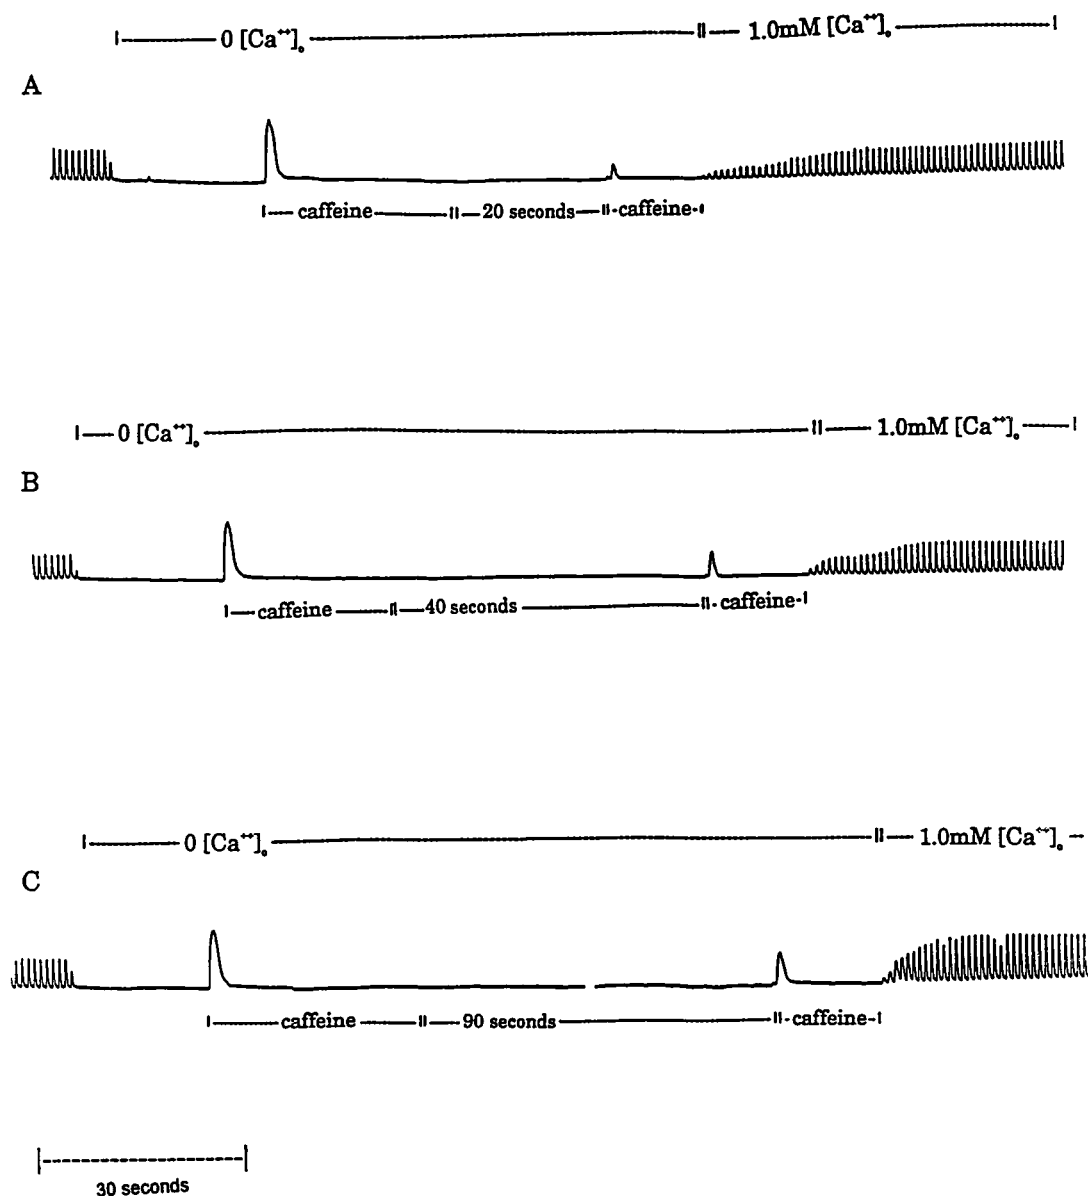 0 [Ca⁺⁺]ₒ 1.0mM [Ca⁺⁺]ₒ
A
caffeine 20 seconds caffeine
0 [Ca⁺⁺]ₒ 1.0mM [Ca⁺⁺]ₒ
B
caffeine 40 seconds caffeine
0 [Ca⁺⁺]ₒ 1.0mM [Ca⁺⁺]ₒ
C
caffeine 90 seconds caffeine
30 seconds